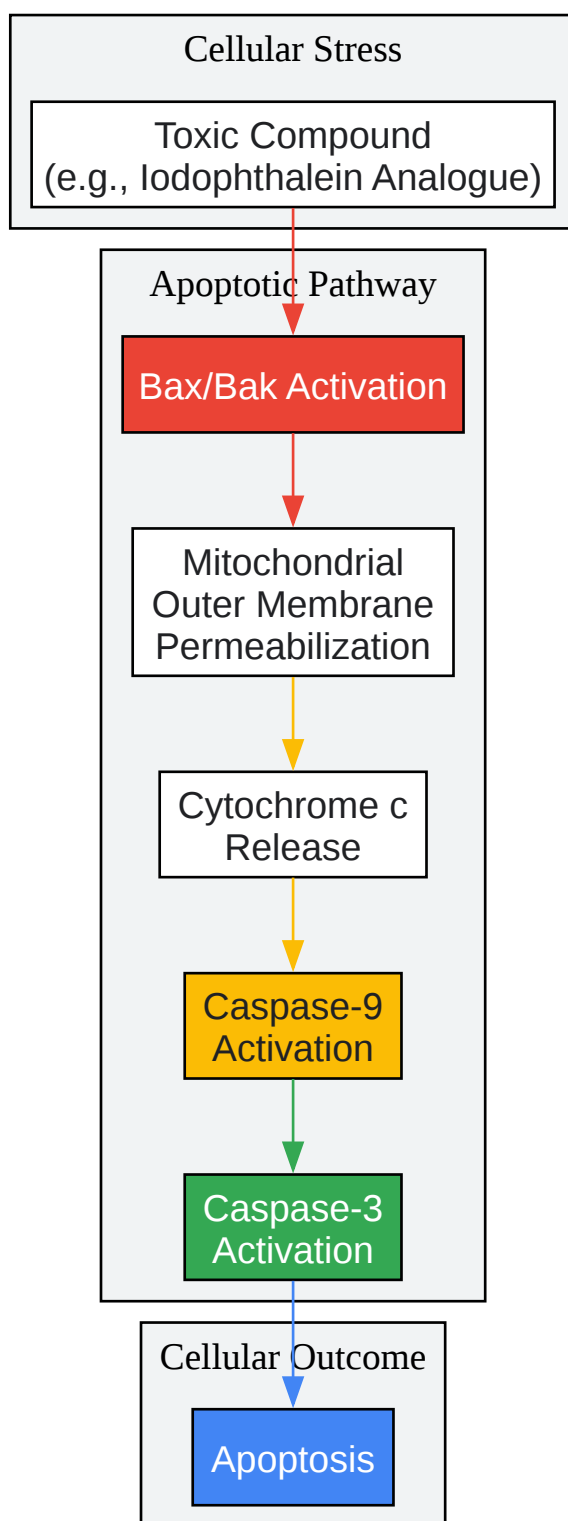 Cellular Stress
Toxic Compound
(e.g., Iodophthalein Analogue)
Apoptotic Pathway
Bax/Bak Activation
Mitochondrial
Outer Membrane
Permeabilization
Cytochrome c
Release
Caspase-9
Activation
Caspase-3
Activation
Cellular Outcome
Apoptosis